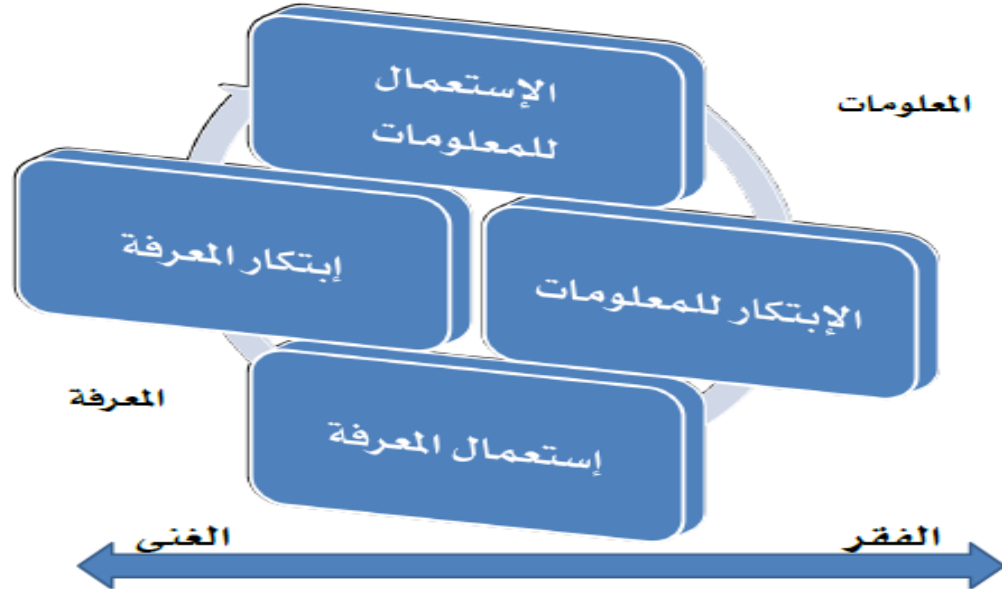 الإستعمال
للمعلومات
المعلومات
إبتكار المعرفة
الإبتكار للمعلومات
المعرفة
إستعمال المعرفة
الفقر
الغنى